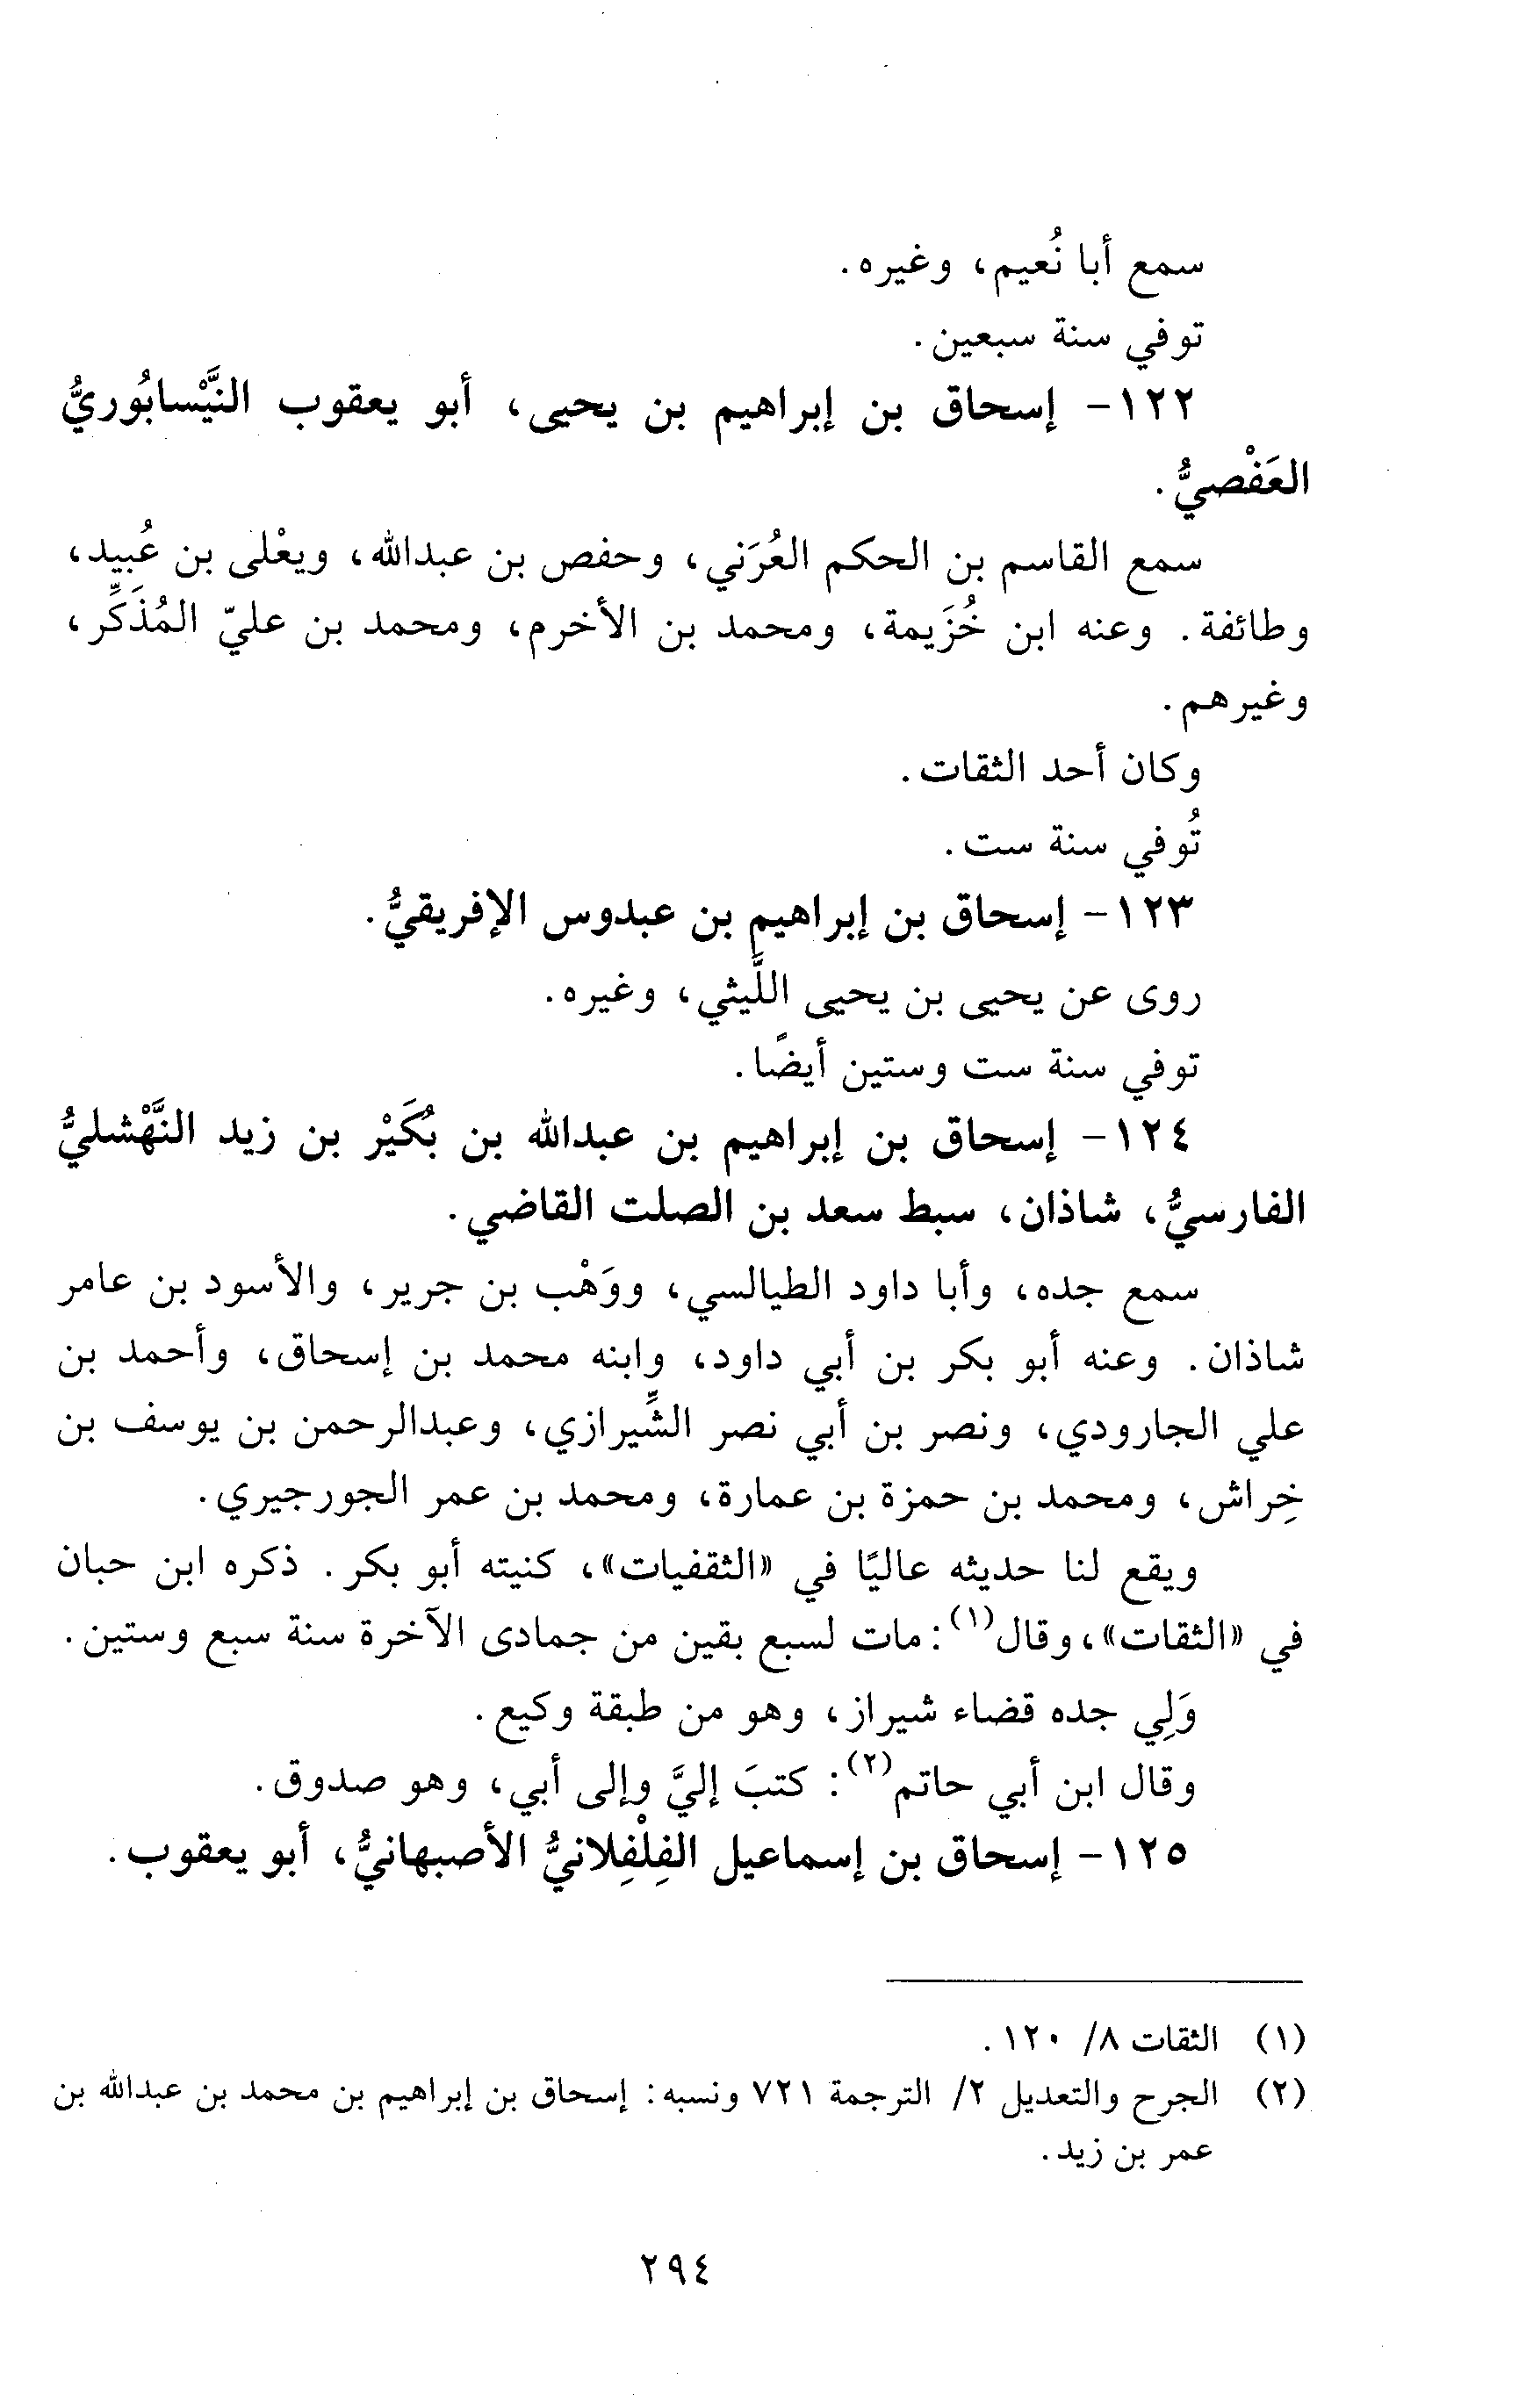 سمع أبا نُعيم، وغيره.
توفي سنة سبعين.
١٢٢- إسحاق بن إبراهيم بن يحيى، أبو يعقوب النَّيْسابُوريُّ
العَفْصيُّ.
سمع القاسم بن الحكم العُرَني، وحفص بن عبدالله، ويعْلى بن عُبيد،
وطائفة. وعنه ابن خُزَيمة، ومحمد بن الأخرم، ومحمد بن عليّ المُذَكِّر،
وغيرهم.
وكان أحد الثقات.
تُوفي سنة ست.
١٢٣- إسحاق بن إبراهيم بن عبدوس الإفريقيُّ.
روى عن يحيى بن يحيى اللَّيثي، وغيره.
توفي سنة ست وستين أيضًا.
١٢٤- إسحاق بن إبراهيم بن عبدالله بن بُكَيْر بن زيد النَّهْشليُّ
الفارسيُّ، شاذان، سبط سعد بن الصلت القاضي.
سمع جده، وأبا داود الطيالسي، ووَهْب بن جرير، والأسود بن عامر
شاذان. وعنه أبو بكر بن أبي داود، وابنه محمد بن إسحاق، وأحمد بن
علي الجارودي، ونصر بن أبي نصر الشِّيرازي، وعبدالرحمن بن يوسف بن
خِراش، ومحمد بن حمزة بن عمارة، ومحمد بن عمر الجورجيري.
ويقع لنا حديثه عاليًا في «الثقفيات»، كنيته أبو بكر. ذكره ابن حبان
في «الثقات»، وقال(١): مات لسبع بقين من جمادى الآخرة سنة سبع وستين.
وَلِي جده قضاء شيراز، وهو من طبقة وكيع.
وقال ابن أبي حاتم(٢): كتبَ إليَّ وإلى أبي، وهو صدوق.
١٢٥- إسحاق بن إسماعيل الفِلْفِلانيُّ الأصبهانيُّ، أبو يعقوب.
(١) الثقات ٨/ ١٢٠.
(٢) الجرح والتعديل ٢/ الترجمة ٧٢١ ونسبه: إسحاق بن إبراهيم بن محمد بن عبدالله بن
عمر بن زيد.
٢٩٤